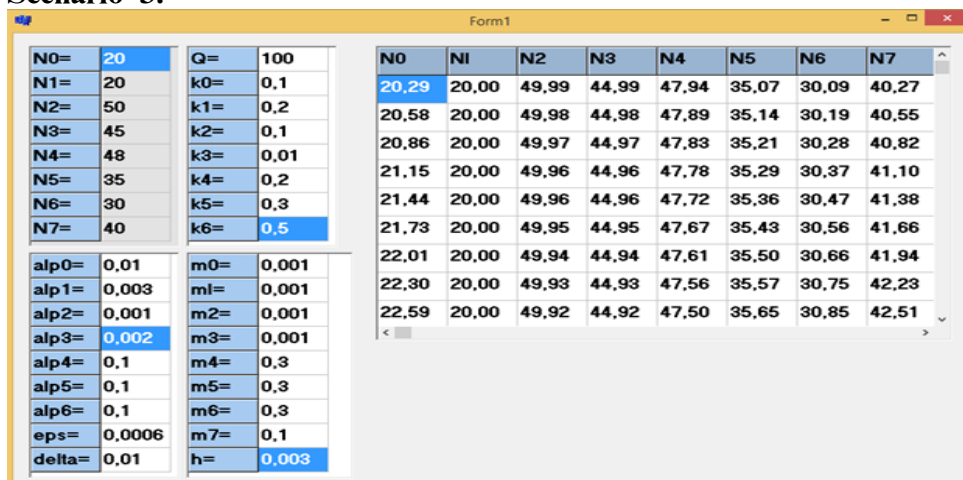 Scenario 3.
Form1
N0= 20 Q= 100
N1= 20 k0= 0,1
N2= 50 k1= 0,2
N3= 45 k2= 0,1
N4= 48 k3= 0,01
N5= 35 k4= 0,2
N6= 30 k5= 0,3
N7= 40 k6= 0,5
alp0= 0,01 m0= 0,001
alp1= 0,003 ml= 0,001
alp2= 0,001 m2= 0,001
alp3= 0,002 m3= 0,001
alp4= 0,1 m4= 0,3
alp5= 0,1 m5= 0,3
alp6= 0,1 m6= 0,3
eps= 0,0006 m7= 0,1
delta= 0,01 h= 0,003
N0 NI N2 N3 N4 N5 N6 N7
20,29 20,00 49,99 44,99 47,94 35,07 30,09 40,27
20,58 20,00 49,98 44,98 47,89 35,14 30,19 40,55
20,86 20,00 49,97 44,97 47,83 35,21 30,28 40,82
21,15 20,00 49,96 44,96 47,78 35,29 30,37 41,10
21,44 20,00 49,96 44,96 47,72 35,36 30,47 41,38
21,73 20,00 49,95 44,95 47,67 35,43 30,56 41,66
22,01 20,00 49,94 44,94 47,61 35,50 30,66 41,94
22,30 20,00 49,93 44,93 47,56 35,57 30,75 42,23
22,59 20,00 49,92 44,92 47,50 35,65 30,85 42,51